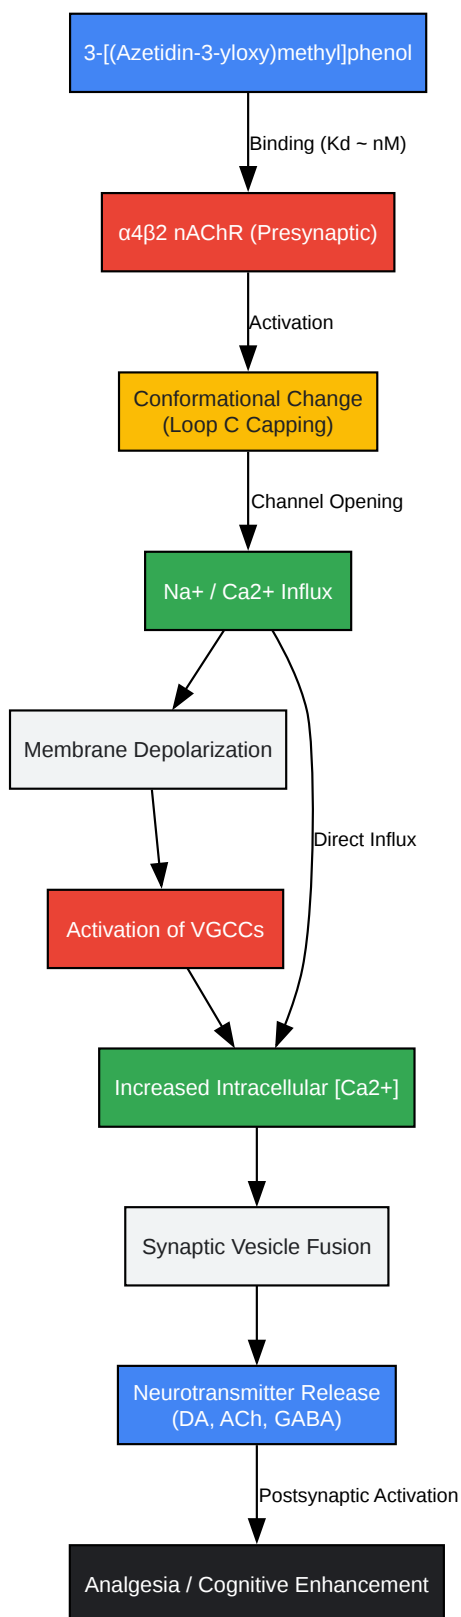 3-[(Azetidin-3-yloxy)methyl]phenol
Binding (Kd ~ nM)
α4β2 nAChR (Presynaptic)
Activation
Conformational Change
(Loop C Capping)
Channel Opening
Na+ / Ca2+ Influx
Membrane Depolarization
Direct Influx
Activation of VGCCs
Increased Intracellular [Ca2+]
Synaptic Vesicle Fusion
Neurotransmitter Release
(DA, ACh, GABA)
Postsynaptic Activation
Analgesia / Cognitive Enhancement